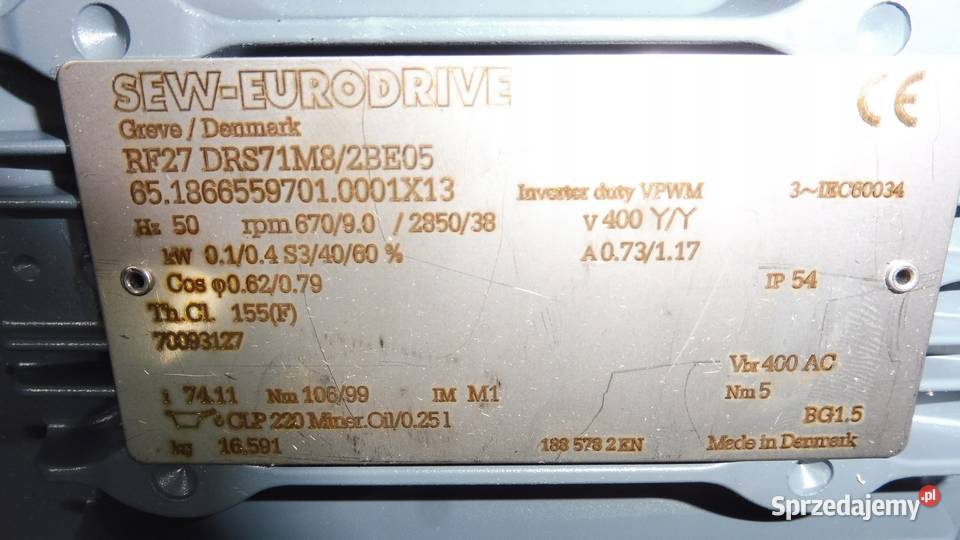 SEW-EURODRIVE
CE
Greve / Denmark
RF27 DRS71M8/2BE05
65.1866559701.0001X13 Inverter duty VPWM 3~IEC60034
Hz 50 rpm 670/9.0 / 2850/38 V 400 Y/Y
kW 0.1/0.4 S3/40/60 % A 0.73/1.17
Cos φ0.62/0.79 IP 54
Th.Cl. 155(F)
70093127
Vbr 400 AC
i 74.11 Nm 106/99 IM M1 Nm 5
CLP 220 Miner.Oil/0.25 l BG1.5
kg 16.591 188 578 2 EN Made in Denmark
Sprzedajemy.pl